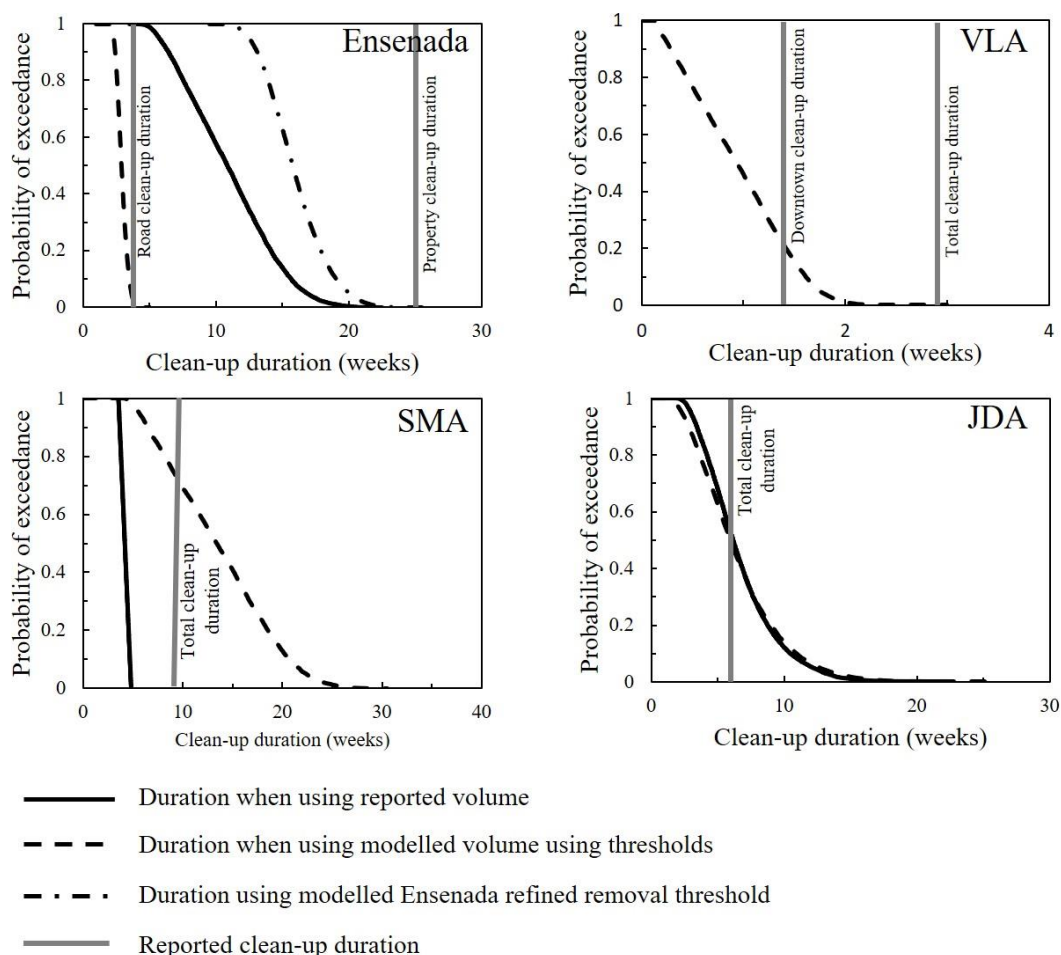 Ensenada
Probability of exceedance
1
0.8
0.6
0.4
0.2
0
Road clean-up duration
Property clean-up duration
0 10 20 30
Clean-up duration (weeks)
VLA
Probability of exceedance
1
0.8
0.6
0.4
0.2
0
Downtown clean-up duration
Total clean-up duration
0 2 4
Clean-up duration (weeks)
SMA
Probability of exceedance
1
0.8
0.6
0.4
0.2
0
Total clean-up
duration
0 10 20 30 40
Clean-up duration (weeks)
JDA
Probability of exceedance
1
0.8
0.6
0.4
0.2
0
Total clean-up
duration
0 10 20 30
Clean-up duration (weeks)
Duration when using reported volume
Duration when using modelled volume using thresholds
Duration using modelled Ensenada refined removal threshold
Reported clean-up duration